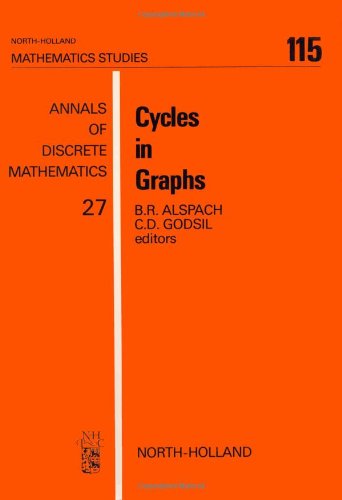 NORTH-HOLLAND
MATHEMATICS STUDIES
115
ANNALS
OF
DISCRETE
MATHEMATICS
27
Cycles
in
Graphs
B.R. ALSPACH
C.D. GODSIL
editors
NORTH-HOLLAND